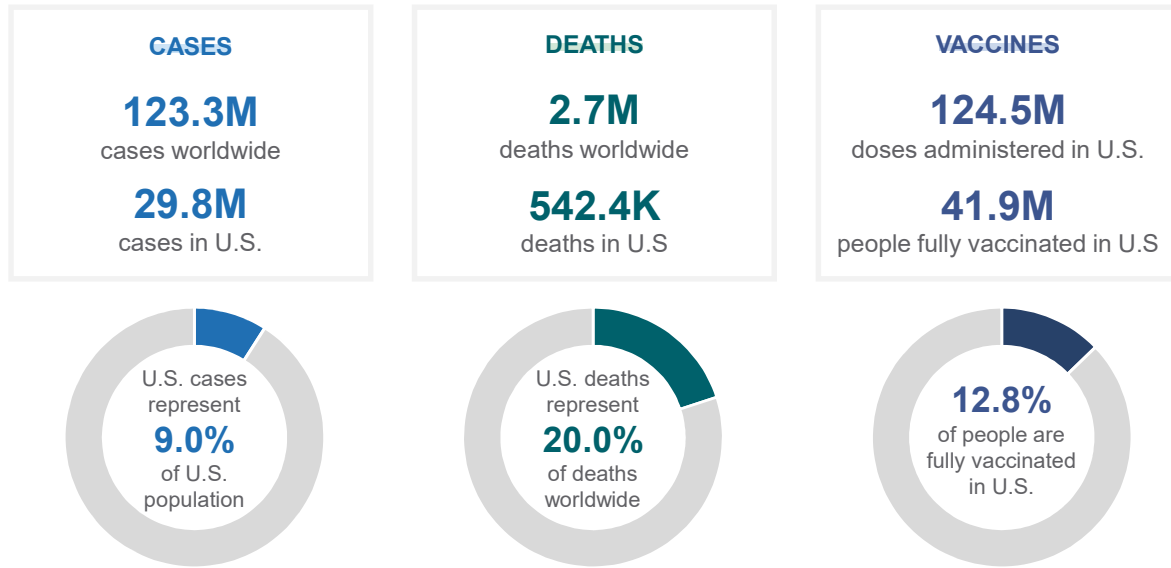 CASES
123.3M
cases worldwide
29.8M
cases in U.S.
DEATHS
2.7M
deaths worldwide
542.4K
deaths in U.S
VACCINES
124.5M
doses administered in U.S.
41.9M
people fully vaccinated in U.S
U.S. cases
represent
9.0%
of U.S.
population
U.S. deaths
represent
20.0%
of deaths
worldwide
12.8%
of people are
fully vaccinated
in U.S.